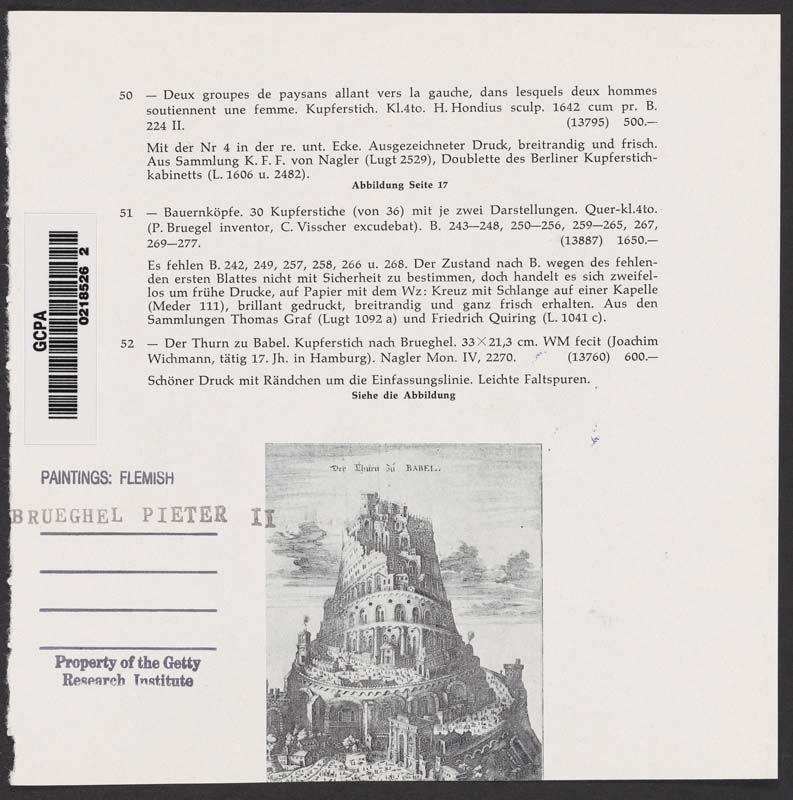 50 — Deux groupes de paysans allant vers la gauche, dans lesquels deux hommes
soutiennent une femme. Kupferstich. Kl.4to. H. Hondius sculp. 1642 cum pr. B.
224 II. (13795) 500.—
Mit der Nr 4 in der re. unt. Ecke. Ausgezeichneter Druck, breitrandig und frisch.
Aus Sammlung K. F. F. von Nagler (Lugt 2529), Doublette des Berliner Kupferstich-
kabinetts (L. 1606 u. 2482).
Abbildung Seite 17
51 — Bauernköpfe. 30 Kupferstiche (von 36) mit je zwei Darstellungen. Quer-kl.4to.
(P. Bruegel inventor, C. Visscher excudebat). B. 243—248, 250—256, 259—265, 267,
269—277. (13887) 1650.—
Es fehlen B. 242, 249, 257, 258, 266 u. 268. Der Zustand nach B. wegen des fehlen-
den ersten Blattes nicht mit Sicherheit zu bestimmen, doch handelt es sich zweifel-
los um frühe Drucke, auf Papier mit dem Wz: Kreuz mit Schlange auf einer Kapelle
(Meder 111), brillant gedruckt, breitrandig und ganz frisch erhalten. Aus den
Sammlungen Thomas Graf (Lugt 1092 a) und Friedrich Quiring (L. 1041 c).
52 — Der Thurn zu Babel. Kupferstich nach Brueghel. 33×21,3 cm. WM fecit (Joachim
Wichmann, tätig 17. Jh. in Hamburg). Nagler Mon. IV, 2270. (13760) 600.—
Schöner Druck mit Rändchen um die Einfassungslinie. Leichte Faltspuren.
Siehe die Abbildung
GCPA
0218526 2
PAINTINGS: FLEMISH
BRUEGHEL PIETER II
Property of the Getty
Research Institute
Der Thurn zu BABEL.